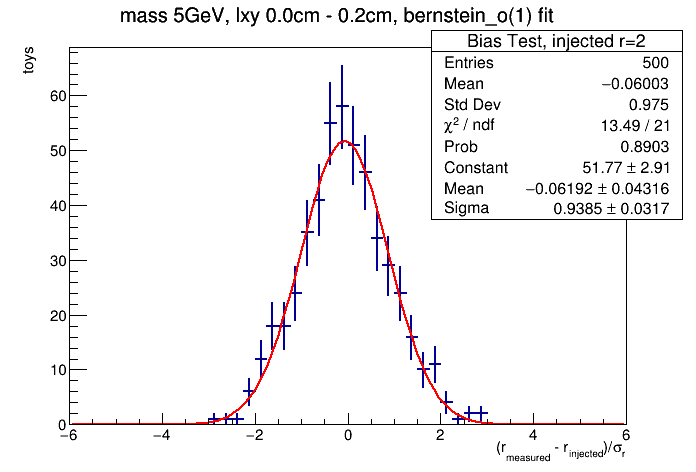 mass 5GeV, lxy 0.0cm - 0.2cm, bernstein_o(1) fit
Bias Test, injected r=2
Entries 500
Mean −0.06003
Std Dev 0.975
χ² / ndf 13.49 / 21
Prob 0.8903
Constant 51.77 ± 2.91
Mean −0.06192 ± 0.04316
Sigma 0.9385 ± 0.0317
toys
60
50
40
30
20
10
0
−6 −4 −2 0 2 4 6
(r_measured - r_injected)/σ_r